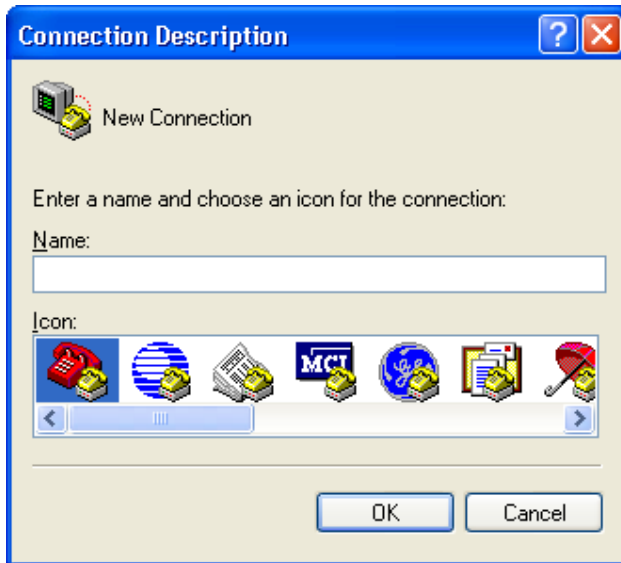 Connection Description
New Connection
Enter a name and choose an icon for the connection:
Name:
Icon:
MCI
OK Cancel